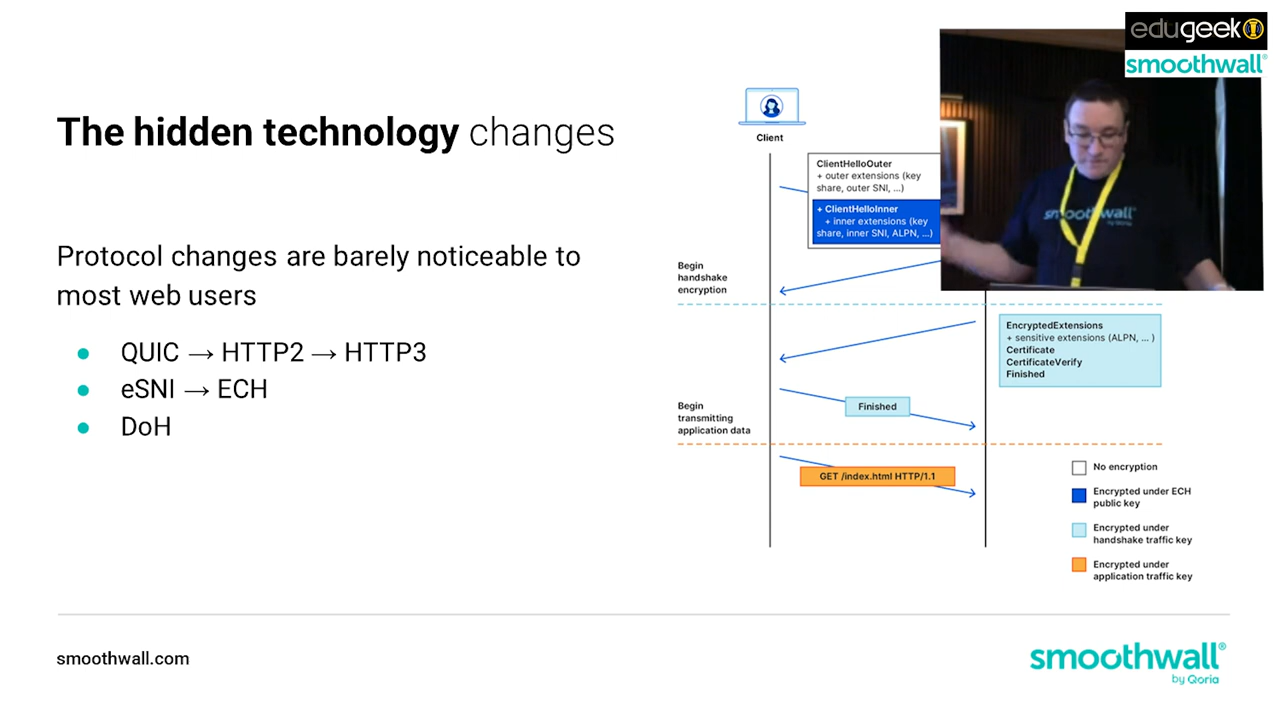 edugeek
smoothwall®
The hidden technology changes
Protocol changes are barely noticeable to
most web users
● QUIC → HTTP2 → HTTP3
● eSNI → ECH
● DoH
Client
ClientHelloOuter
+ outer extensions (key
share, outer SNI, ...)
+ ClientHelloInner
+ inner extensions (key
share, inner SNI, ALPN, ...)
Begin
handshake
encryption
EncryptedExtensions
+ sensitive extensions (ALPN, ... )
Certificate
CertificateVerify
Finished
Finished
Begin
transmitting
application data
GET /index.html HTTP/1.1
No encryption
Encrypted under ECH
public key
Encrypted under
handshake traffic key
Encrypted under
application traffic key
smoothwall
by Qoria
smoothwall.com
smoothwall®
by Qoria